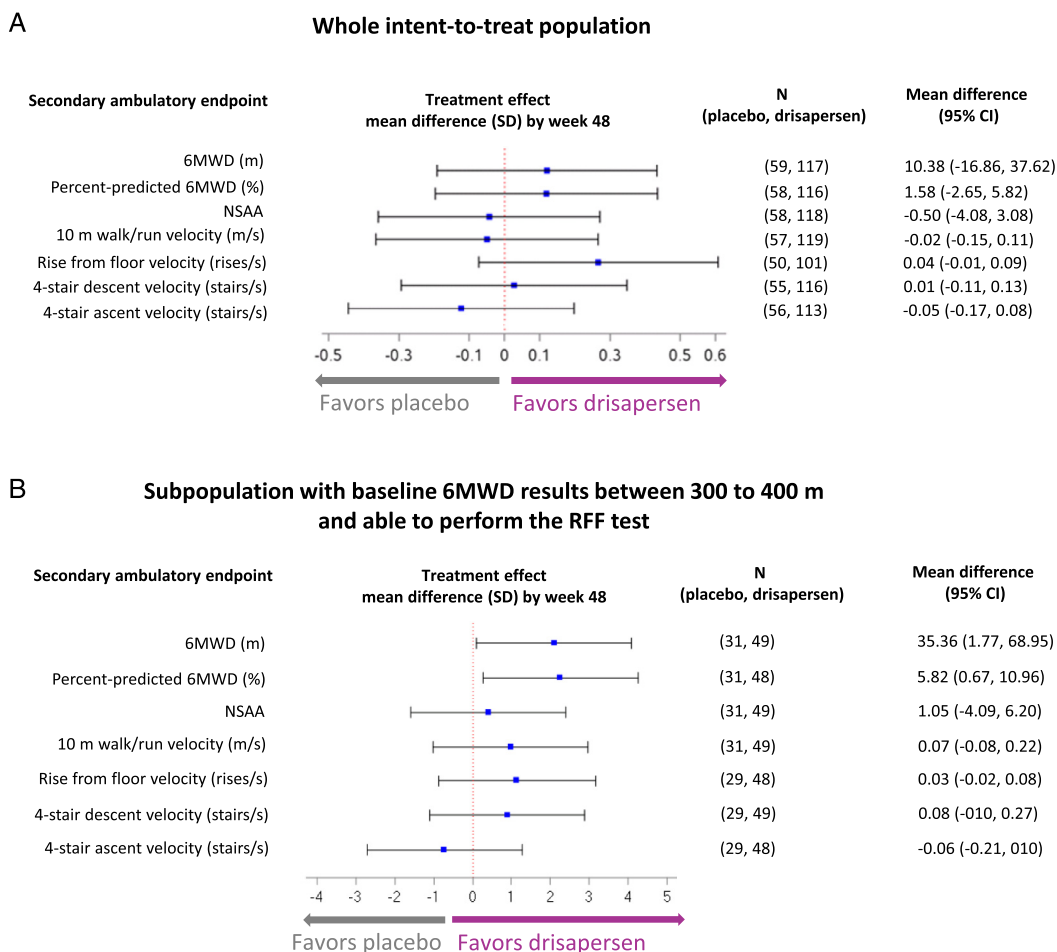 A
Whole intent-to-treat population
Secondary ambulatory endpoint
Treatment effect
mean difference (SD) by week 48
N
(placebo, drisapersen)
Mean difference
(95% CI)
6MWD (m) (59, 117) 10.38 (-16.86, 37.62)
Percent-predicted 6MWD (%) (58, 116) 1.58 (-2.65, 5.82)
NSAA (58, 118) -0.50 (-4.08, 3.08)
10 m walk/run velocity (m/s) (57, 119) -0.02 (-0.15, 0.11)
Rise from floor velocity (rises/s) (50, 101) 0.04 (-0.01, 0.09)
4-stair descent velocity (stairs/s) (55, 116) 0.01 (-0.11, 0.13)
4-stair ascent velocity (stairs/s) (56, 113) -0.05 (-0.17, 0.08)
-0.5 -0.3 -0.1 0 0.1 0.3 0.5 0.6
Favors placebo Favors drisapersen
B
Subpopulation with baseline 6MWD results between 300 to 400 m
and able to perform the RFF test
Secondary ambulatory endpoint
Treatment effect
mean difference (SD) by week 48
N
(placebo, drisapersen)
Mean difference
(95% CI)
6MWD (m) (31, 49) 35.36 (1.77, 68.95)
Percent-predicted 6MWD (%) (31, 48) 5.82 (0.67, 10.96)
NSAA (31, 49) 1.05 (-4.09, 6.20)
10 m walk/run velocity (m/s) (31, 49) 0.07 (-0.08, 0.22)
Rise from floor velocity (rises/s) (29, 48) 0.03 (-0.02, 0.08)
4-stair descent velocity (stairs/s) (29, 49) 0.08 (-010, 0.27)
4-stair ascent velocity (stairs/s) (29, 48) -0.06 (-0.21, 010)
-4 -3 -2 -1 0 1 2 3 4 5
Favors placebo Favors drisapersen